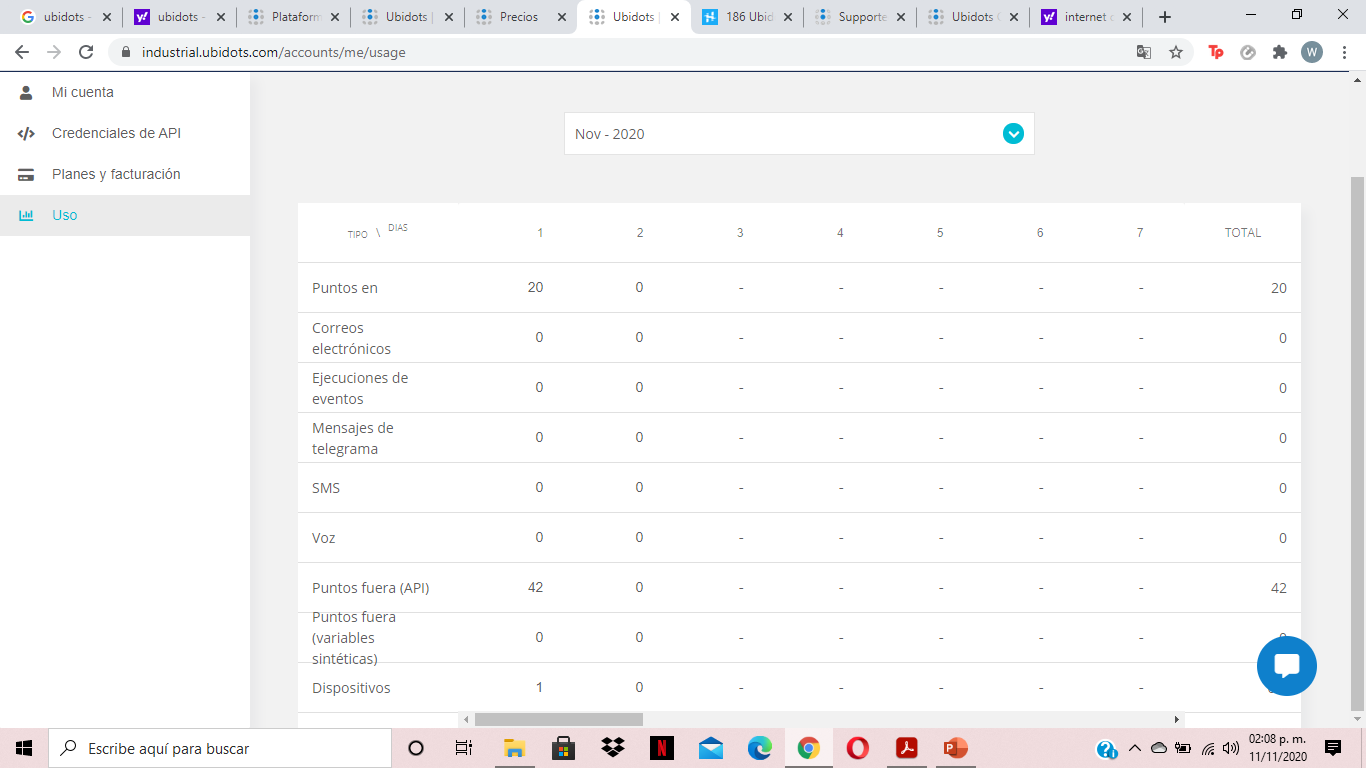 ubidots -
ubidots -
Plataform
Ubidots |
Precios
Ubidots |
186 Ubid
Supporte
Ubidots
internet
industrial.ubidots.com/accounts/me/usage
W
Mi cuenta
Credenciales de API
Planes y facturación
Uso
Nov - 2020
TIPO \ DIAS 1 2 3 4 5 6 7 TOTAL
Puntos en 20 0 - - - - - 20
Correos
electrónicos 0 0 - - - - - 0
Ejecuciones de
eventos 0 0 - - - - - 0
Mensajes de
telegrama 0 0 - - - - - 0
SMS 0 0 - - - - - 0
Voz 0 0 - - - - - 0
Puntos fuera (API) 42 0 - - - - - 42
Puntos fuera
(variables
sintéticas) 0 0 - - - - -
Dispositivos 1 0 - - - - -
Escribe aquí para buscar
02:08 p. m.
11/11/2020